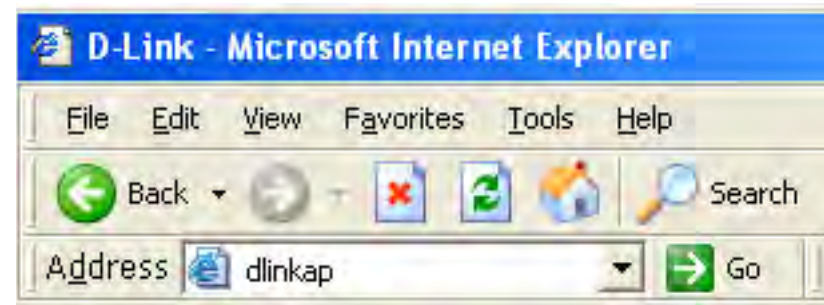 D-Link - Microsoft Internet Explorer
File Edit View Favorites Tools Help
Back Search
Address dlinkap Go